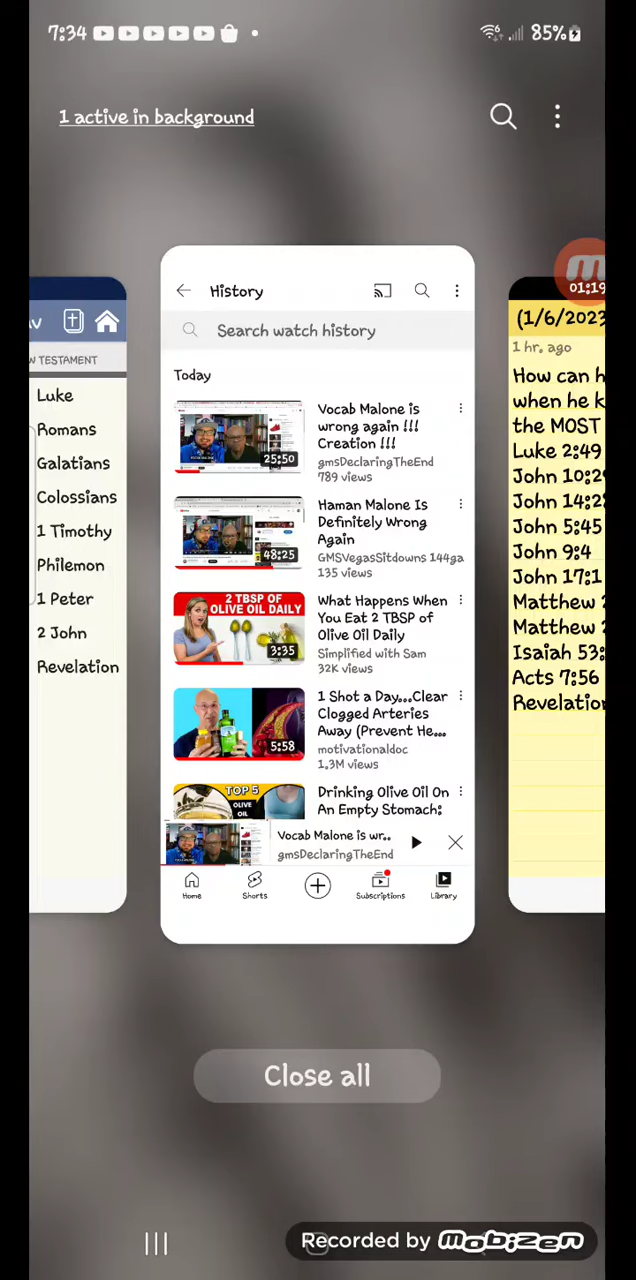 7:34
85%
1 active in background
TESTAMENT
Luke
Romans
Galatians
Colossians
1 Timothy
Philemon
1 Peter
2 John
Revelation
History
Search watch history
Today
25:50
Vocab Malone is
wrong again !!!
Creation !!!
gmsDeclaringTheEnd
789 views
48:25
Haman Malone Is
Definitely Wrong
Again
GMSVegasSitdowns 144ga
135 views
2 TBSP OF
OLIVE OIL DAILY
3:35
What Happens When
You Eat 2 TBSP of
Olive Oil Daily
Simplified with Sam
32K views
5:58
1 Shot a Day...Clear
Clogged Arteries
Away (Prevent He...
motivationaldoc
1.3M views
TOP 5
OLIVE
OIL
Drinking Olive Oil On
An Empty Stomach:
Vocab Malone is wr..
gmsDeclaringTheEnd
Home
Shorts
Subscriptions
Library
01:19
(1/6/2023
1 hr. ago
How can h
when he k
the MOST
Luke 2:49
John 10:29
John 14:28
John 5:45
John 9:4
John 17:1
Matthew
Matthew
Isaiah 53:
Acts 7:56
Revelation
Close all
Recorded by mobizen